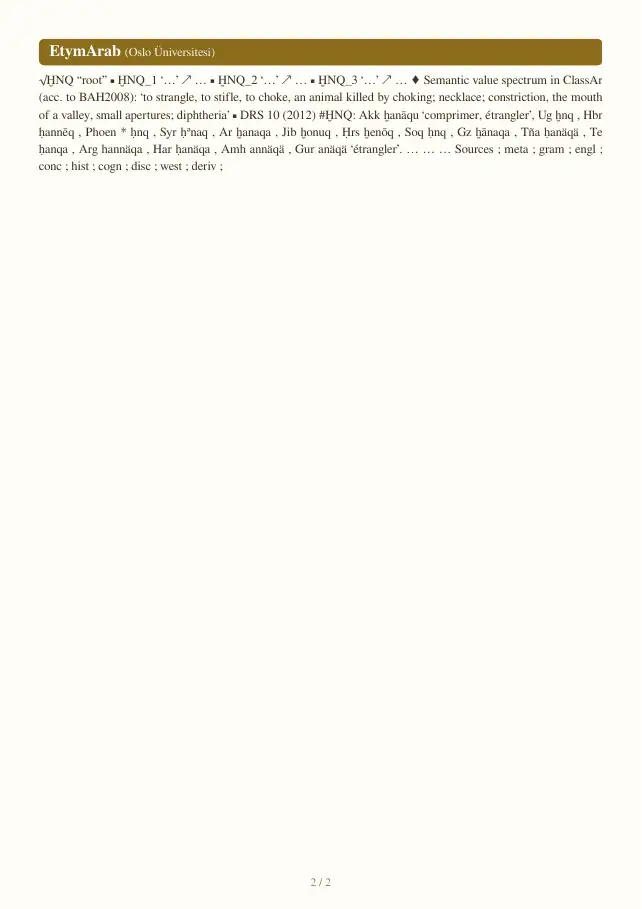 EtymArab (Oslo Üniversitesi)
√ḪNQ “root” ▪ ḪNQ_1 ‘…’ ↗ … ▪ ḪNQ_2 ‘…’ ↗ … ▪ ḪNQ_3 ‘…’ ↗ … ♦ Semantic value spectrum in ClassAr
(acc. to BAH2008): ‘to strangle, to stifle, to choke, an animal killed by choking; necklace; constriction, the mouth
of a valley, small apertures; diphtheria’ ▪ DRS 10 (2012) #ḪNQ: Akk ḫanāqu ‘comprimer, étrangler’, Ug ḫnq , Hbr
ḥannēq , Phoen * ḥnq , Syr ḥᵊnaq , Ar ḫanaqa , Jib ḫonuq , Ḥrs ḫenōq , Soq ḥnq , Gz ḫānaqa , Tña ḥanäqä , Te
ḥanqa , Arg hannäqa , Har ḥanäqa , Amh annäqä , Gur anäqä ‘étrangler’. … … … Sources ; meta ; gram ; engl ;
conc ; hist ; cogn ; disc ; west ; deriv ;
2 / 2